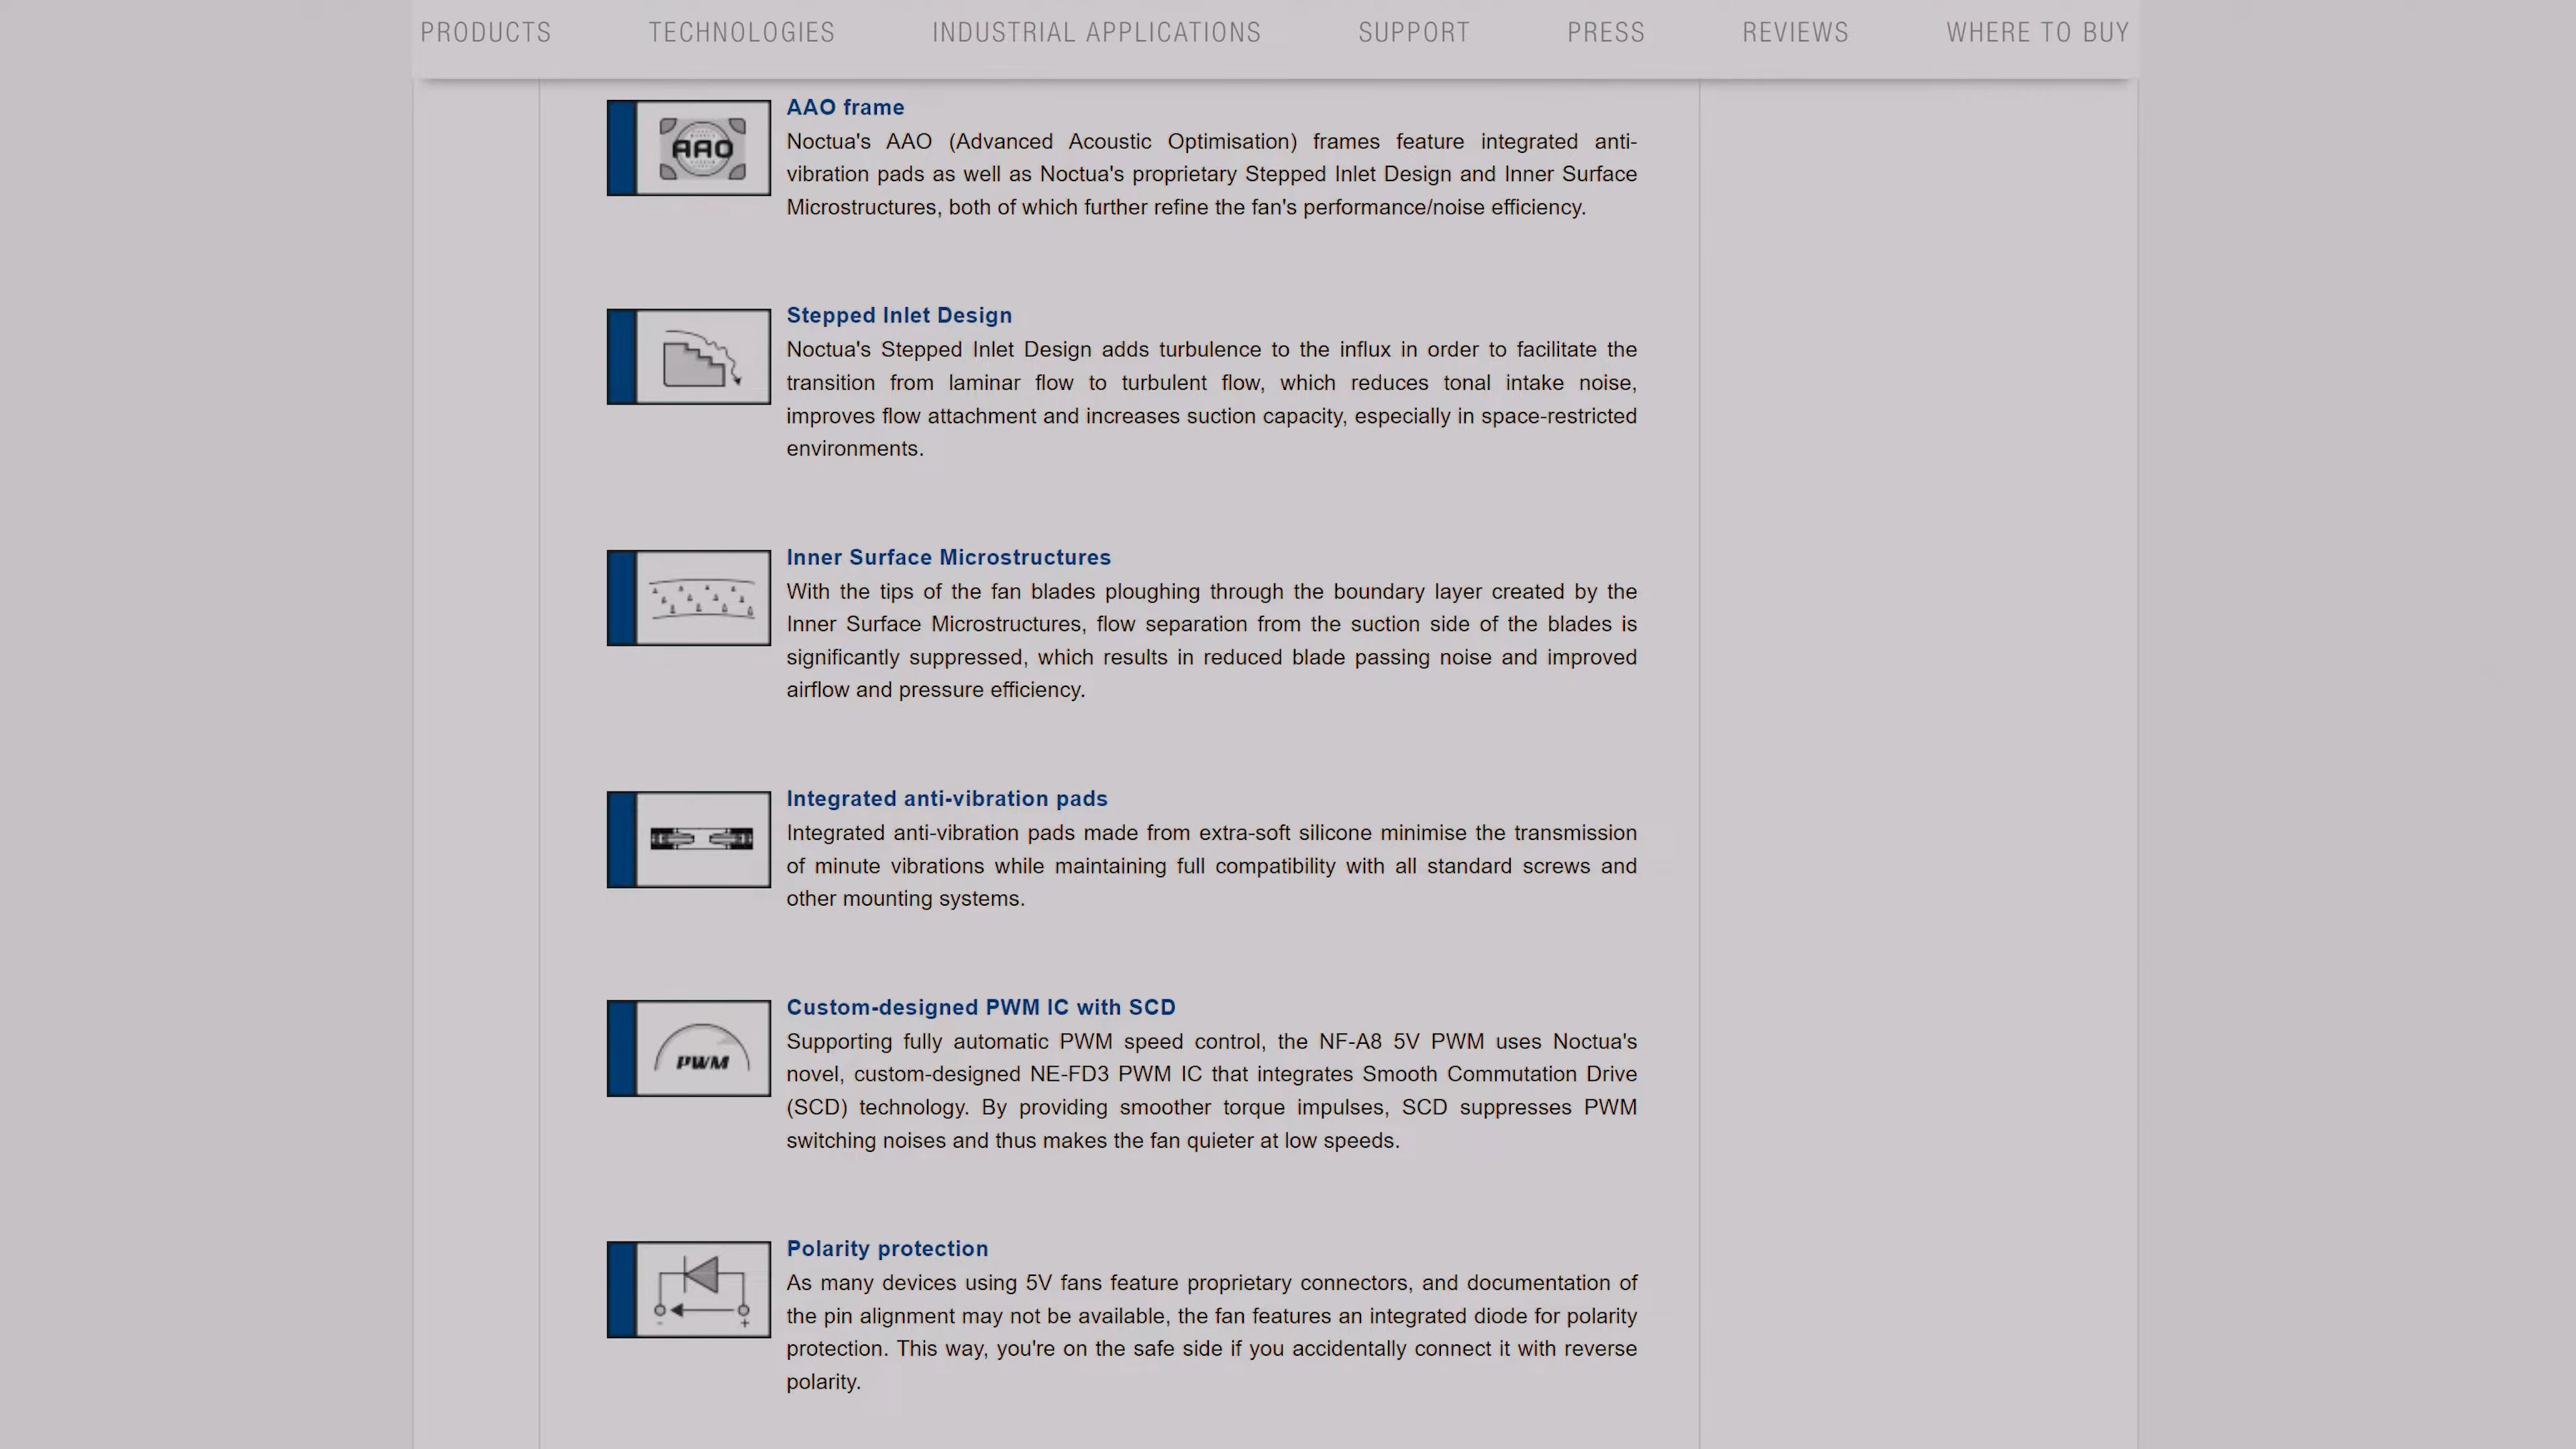 PRODUCTS TECHNOLOGIES INDUSTRIAL APPLICATIONS SUPPORT PRESS REVIEWS WHERE TO BUY
AAO
AAO frame
Noctua's AAO (Advanced Acoustic Optimisation) frames feature integrated anti-
vibration pads as well as Noctua's proprietary Stepped Inlet Design and Inner Surface
Microstructures, both of which further refine the fan's performance/noise efficiency.
Stepped Inlet Design
Noctua's Stepped Inlet Design adds turbulence to the influx in order to facilitate the
transition from laminar flow to turbulent flow, which reduces tonal intake noise,
improves flow attachment and increases suction capacity, especially in space-restricted
environments.
Inner Surface Microstructures
With the tips of the fan blades ploughing through the boundary layer created by the
Inner Surface Microstructures, flow separation from the suction side of the blades is
significantly suppressed, which results in reduced blade passing noise and improved
airflow and pressure efficiency.
Integrated anti-vibration pads
Integrated anti-vibration pads made from extra-soft silicone minimise the transmission
of minute vibrations while maintaining full compatibility with all standard screws and
other mounting systems.
PWM
Custom-designed PWM IC with SCD
Supporting fully automatic PWM speed control, the NF-A8 5V PWM uses Noctua's
novel, custom-designed NE-FD3 PWM IC that integrates Smooth Commutation Drive
(SCD) technology. By providing smoother torque impulses, SCD suppresses PWM
switching noises and thus makes the fan quieter at low speeds.
- +
Polarity protection
As many devices using 5V fans feature proprietary connectors, and documentation of
the pin alignment may not be available, the fan features an integrated diode for polarity
protection. This way, you're on the safe side if you accidentally connect it with reverse
polarity.